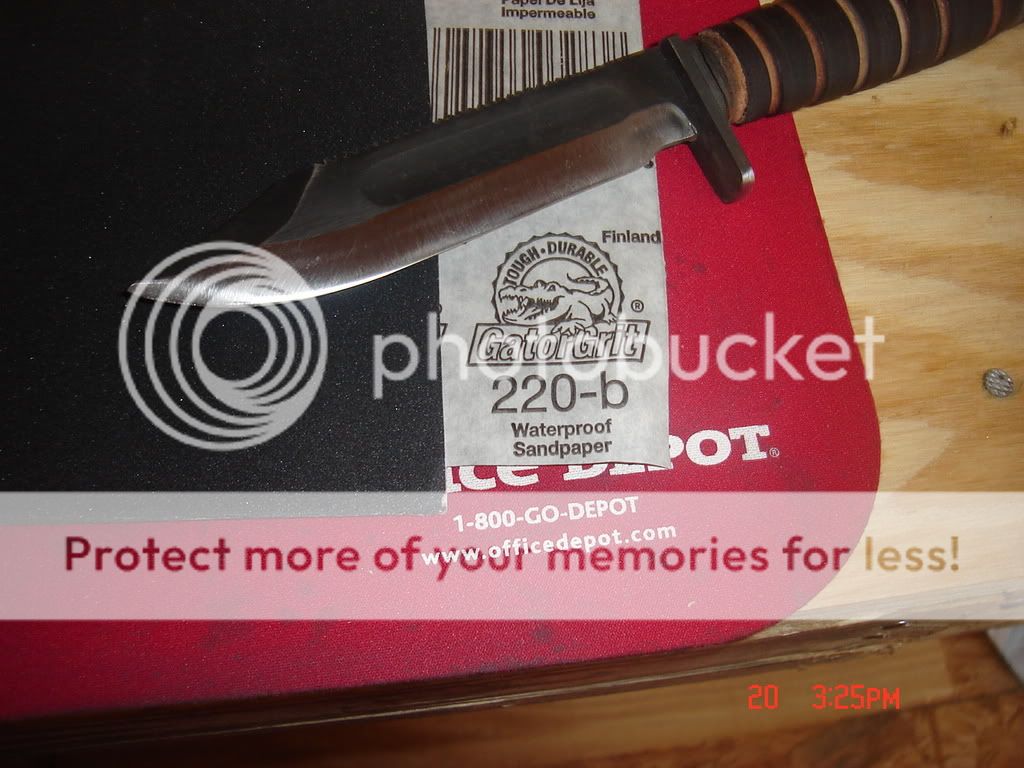 Papel De Lija
Impermeable
Finland
TOUGH • DURABLE
®
GatorGrit
photobucket
220-b
Waterproof
Sandpaper
ice DEPOT®
1-800-GO-DEPOT
www.officedepot.com
Protect more of your memories for less!
20 3:25PM